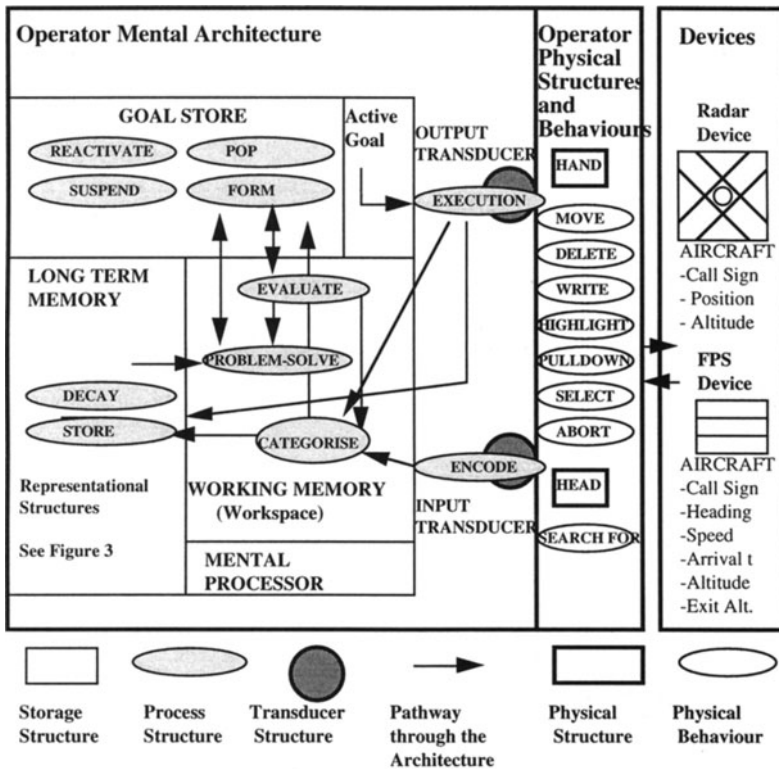 Operator Mental Architecture
GOAL STORE
REACTIVATE
POP
SUSPEND
FORM
Active
Goal
OUTPUT
TRANSDUCER
EXECUTION
LONG TERM
MEMORY
EVALUATE
PROBLEM-SOLVE
DECAY
STORE
CATEGORISE
ENCODE
Representational
Structures
See Figure 3
WORKING MEMORY
(Workspace)
INPUT
TRANSDUCER
MENTAL
PROCESSOR
Operator
Physical
Structures
and
Behaviours
HAND
MOVE
DELETE
WRITE
HIGHLIGHT
PULLDOWN
SELECT
ABORT
HEAD
SEARCH FOR
Devices
Radar
Device
AIRCRAFT
-Call Sign
- Position
- Altitude
FPS
Device
AIRCRAFT
-Call Sign
-Heading
-Speed
-Arrival t
-Altitude
-Exit Alt.
Storage
Structure
Process
Structure
Transducer
Structure
Pathway
through the
Architecture
Physical
Structure
Physical
Behaviour